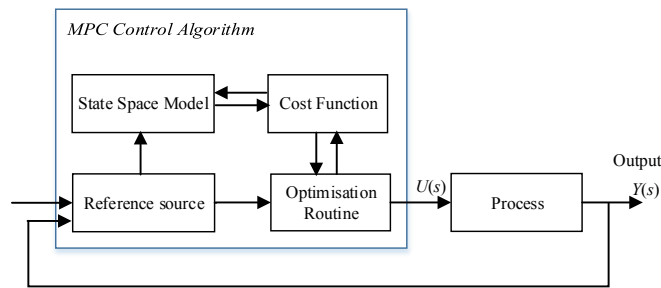 MPC Control Algorithm
State Space Model
Cost Function
Reference source
Optimisation
Routine
U(s)
Process
Output
Y(s)